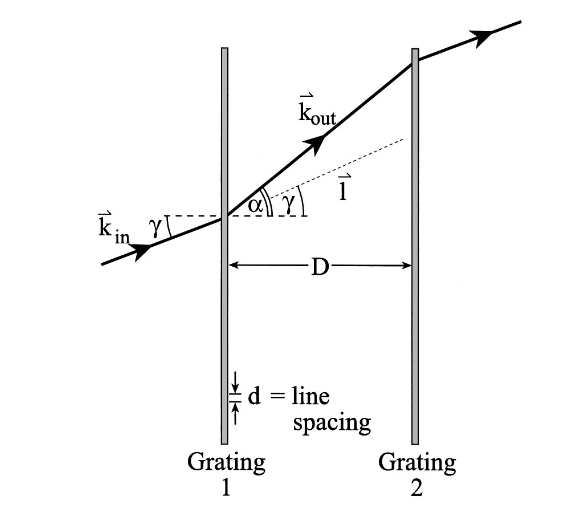 k⃗out
α γ l⃗
k⃗in γ
D
d = line
spacing
Grating Grating
1 2